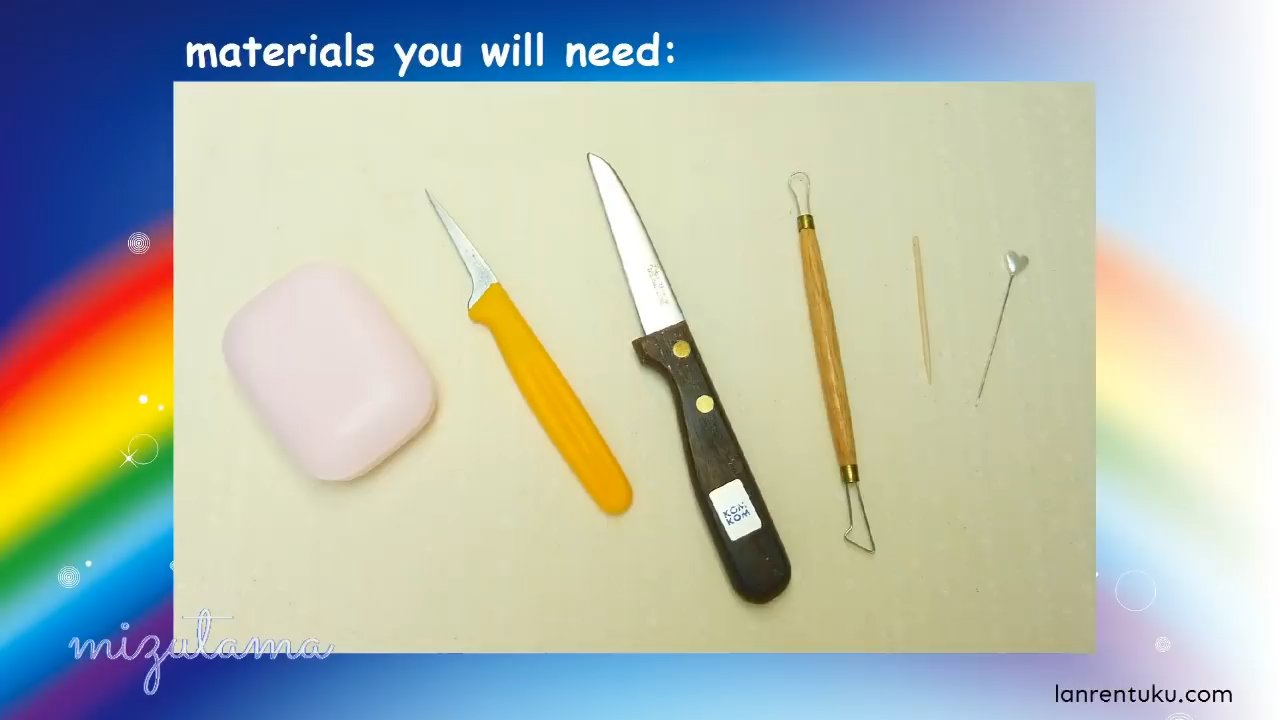 materials you will need:
KOM
KOM
mizutama
lanrentuku.com